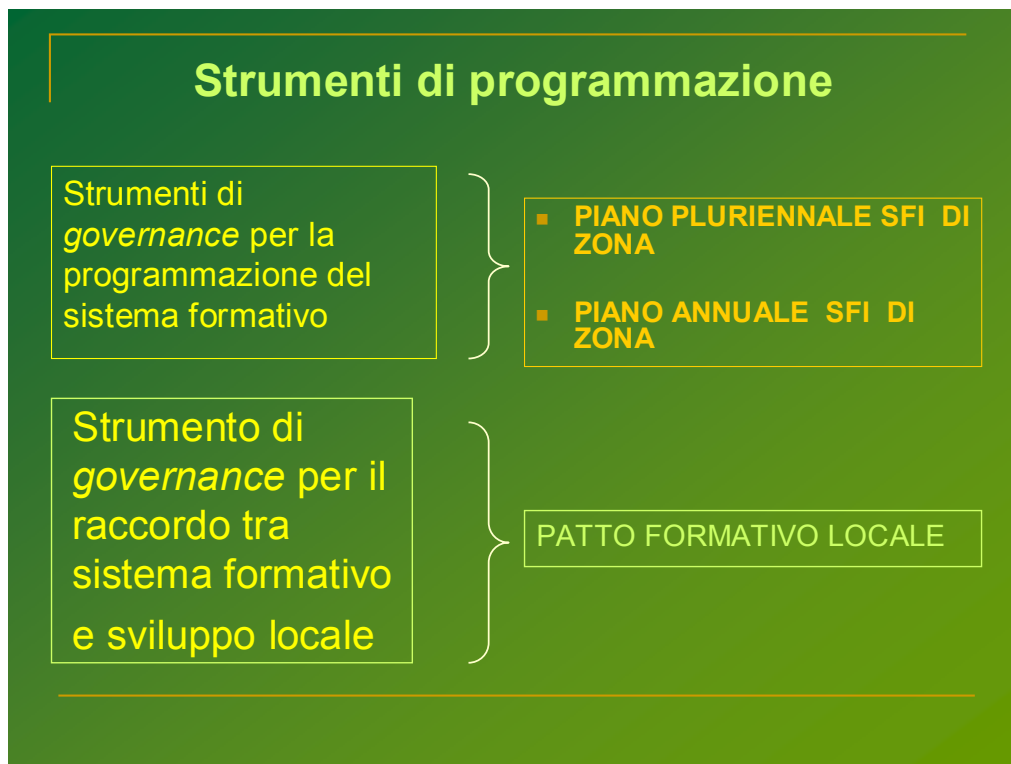 Strumenti di programmazione
Strumenti di
governance per la
programmazione del
sistema formativo
PIANO PLURIENNALE SFI DI
ZONA
PIANO ANNUALE SFI DI
ZONA
Strumento di
governance per il
raccordo tra
sistema formativo
e sviluppo locale
PATTO FORMATIVO LOCALE